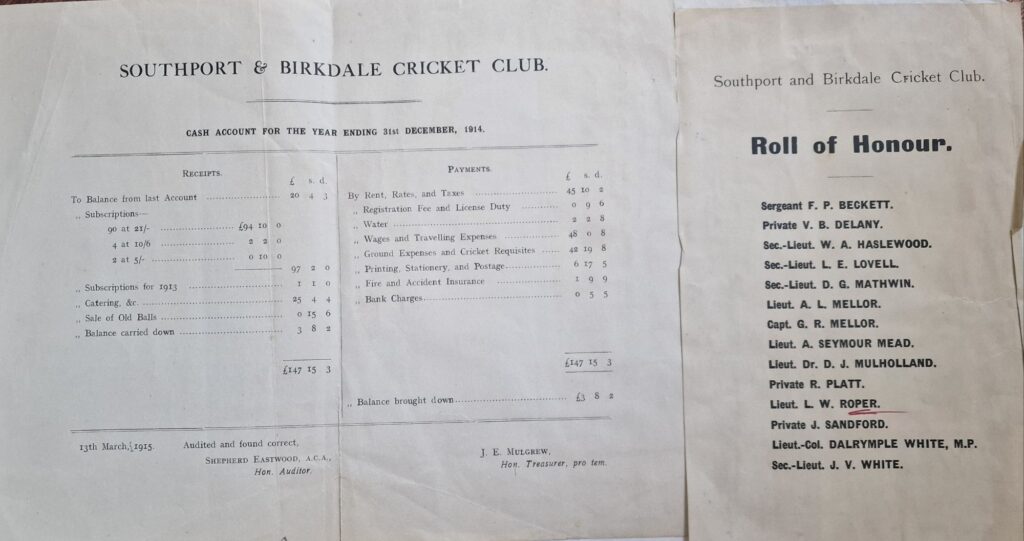 SOUTHPORT & BIRKDALE CRICKET CLUB.
CASH ACCOUNT FOR THE YEAR ENDING 31st DECEMBER, 1914.
RECEIPTS.
£ s. d.
To Balance from last Account 20 4 3
,, Subscriptions—
90 at 21/- £94 10 0
4 at 10/6 2 2 0
2 at 5/- 0 10 0
97 2 0
,, Subscriptions for 1913 1 1 0
,, Catering, &c. 25 4 4
,, Sale of Old Balls 0 15 6
,, Balance carried down 3 8 2
£147 15 3
PAYMENTS.
£ s. d.
By Rent, Rates, and Taxes 45 10 2
,, Registration Fee and License Duty 0 9 6
,, Water 2 2 8
,, Wages and Travelling Expenses 48 0 8
,, Ground Expenses and Cricket Requisites 42 19 8
,, Printing, Stationery, and Postage 6 17 5
,, Fire and Accident Insurance 1 9 9
,, Bank Charges 0 5 5
£147 15 3
,, Balance brought down £3 8 2
13th March, 1915. Audited and found correct,
SHEPHERD EASTWOOD, A.C.A.,
Hon. Auditor.
J. E. MULGREW,
Hon. Treasurer, pro tem.
Southport and Birkdale Cricket Club.
Roll of Honour.
Sergeant F. P. BECKETT.
Private V. B. DELANY.
Sec.-Lieut. W. A. HASLEWOOD.
Sec.-Lieut. L. E. LOVELL.
Sec.-Lieut. D. G. MATHWIN.
Lieut. A. L. MELLOR.
Capt. G. R. MELLOR.
Lieut. A. SEYMOUR MEAD.
Lieut. Dr. D. J. MULHOLLAND.
Private R. PLATT.
Lieut. L. W. ROPER.
Private J. SANDFORD.
Lieut.-Col. DALRYMPLE WHITE, M.P.
Sec.-Lieut. J. V. WHITE.